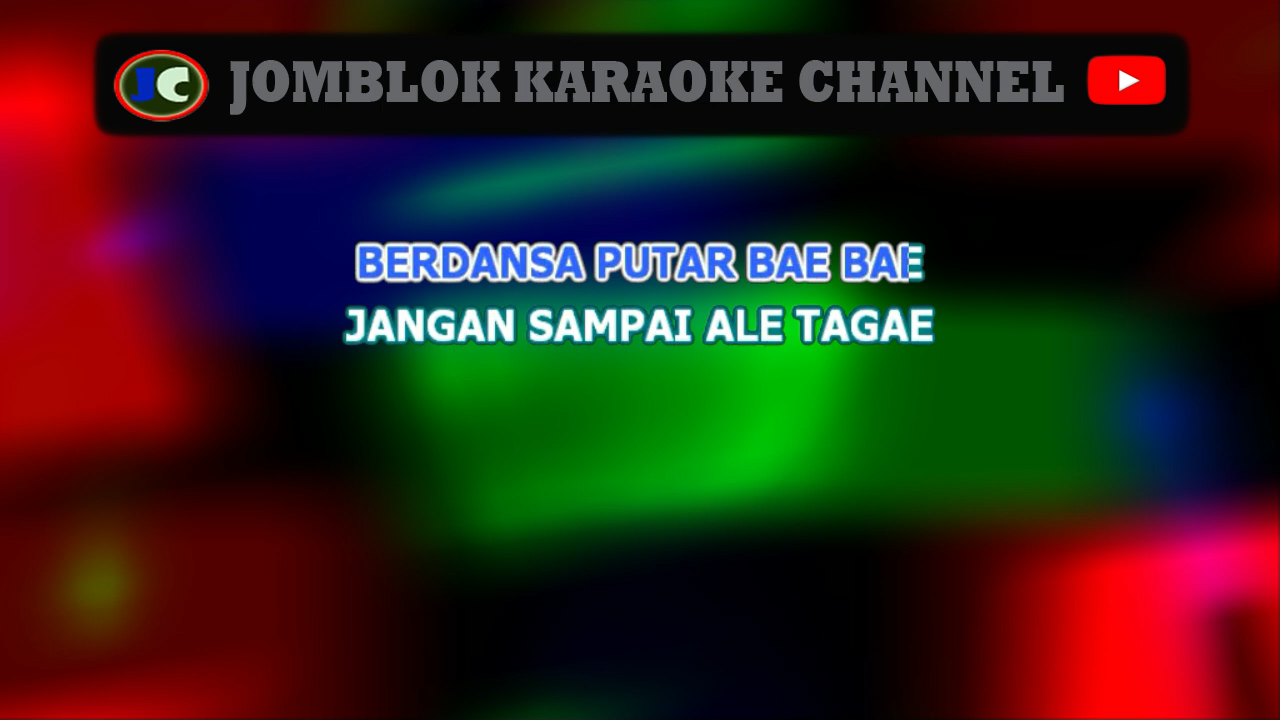 JC JOMBLOK KARAOKE CHANNEL
BERDANSA PUTAR BAE BAE
JANGAN SAMPAI ALE TAGAE